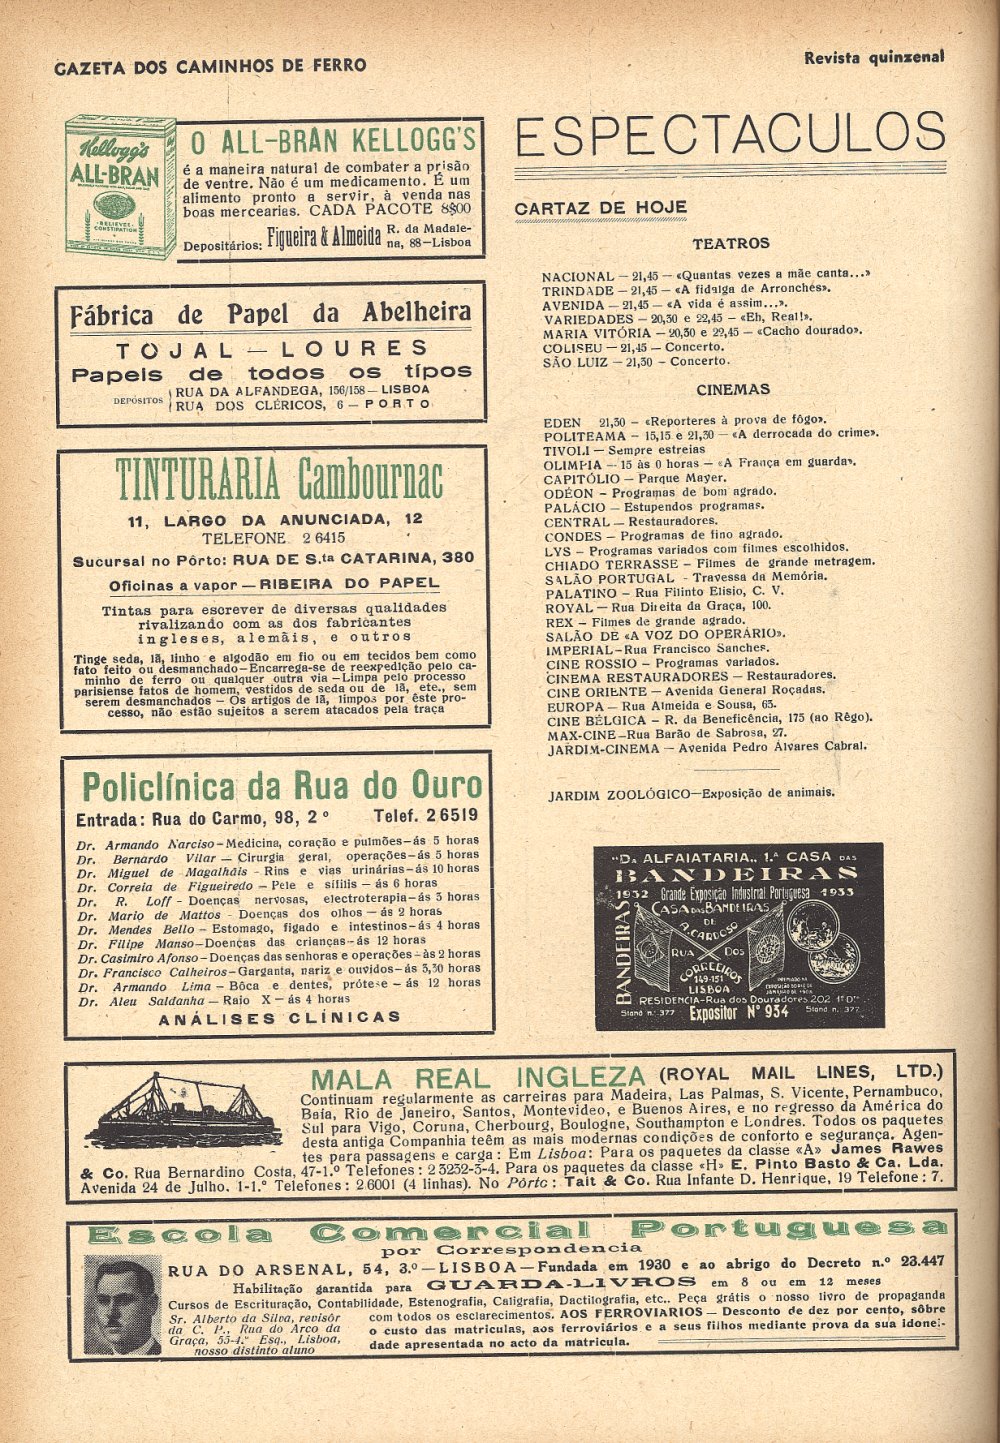 GAZETA DOS CAMINHOS DE FERRO
Revista quinzenal
Kellogg's
ALL-BRAN
RELIEVES
CONSTIPATION
O ALL-BRAN KELLOGG'S
é a maneira natural de combater a prisão
de ventre. Não é um medicamento. É um
alimento pronto a servir, à venda nas
boas mercearias. CADA PACOTE 8$00
Depositários: Figueira & Almeida R. da Madale-
na, 88—Lisboa
Fábrica de Papel da Abelheira
TOJAL — LOURES
Papeis de todos os tipos
DEPÓSITOS
RUA DA ALFANDEGA, 156/158 — LISBOA
RUA DOS CLÉRICOS, 6 — PORTO
TINTURARIA Cambournac
11, LARGO DA ANUNCIADA, 12
TELEFONE 2 6415
Sucursal no Pôrto: RUA DE S.ta CATARINA, 380
Oficinas a vapor — RIBEIRA DO PAPEL
Tintas para escrever de diversas qualidades
rivalizando com as dos fabricantes
ingleses, alemãis, e outros
Tinge seda, lã, linho e algodão em fio ou em tecidos bem como
fato feito ou desmanchado—Encarrega-se de reexpedição pelo ca-
minho de ferro ou qualquer outra via—Limpa pelo processo
parisiense fatos de homem, vestidos de seda ou de lã, etc., sem
serem desmanchados — Os artigos de lã, limpos por êste pro-
cesso, não estão sujeitos a serem atacados pela traça
Policlínica da Rua do Ouro
Entrada: Rua do Carmo, 98, 2º Telef. 2 6519
Dr. Armando Narciso—Medicina, coração e pulmões—ás 5 horas
Dr. Bernardo Vilar — Cirurgia geral, operações—ás 5 horas
Dr. Miguel de Magalhãis - Rins e vias urinárias—ás 10 horas
Dr. Correia de Figueiredo — Pele e sífilis — ás 6 horas
Dr. R. Loff - Doenças nervosas, electroterapia—ás 3 horas
Dr. Mario de Mattos - Doenças dos olhos — ás 2 horas
Dr. Mendes Bello — Estomago, figado e intestinos—ás 4 horas
Dr. Filipe Manso—Doenças das crianças—ás 12 horas
Dr. Casimiro Afonso—Doenças das senhoras e operações—às 2 horas
Dr. Francisco Calheiros—Garganta, nariz e ouvidos—ás 3,30 horas
Dr. Armando Lima — Bôca e dentes, prótese — ás 12 horas
Dr. Aleu Saldanha — Raio X — ás 4 horas
ANÁLISES CLÍNICAS
ESPECTACULOS
CARTAZ DE HOJE
TEATROS
NACIONAL — 21,45 — «Quantas vezes a mãe canta...»
TRINDADE — 21,45 — «A fidalga de Arronches».
AVENIDA — 21,45 — «A vida é assim...».
VARIEDADES — 20,30 e 22,45 — «Eh, Real!».
MARIA VITÓRIA — 20,30 e 22,45 — «Cacho dourado».
COLISEU — 21,45 — Concerto.
SÃO LUIZ — 21,30 — Concerto.
CINEMAS
EDEN 21,30 — «Reporteres à prova de fôgo».
POLITEAMA — 15,15 e 21,30 — «A derrocada do crime».
TIVOLI — Sempre estreias
OLIMPIA — 15 às 0 horas — «A França em guarda».
CAPITÓLIO — Parque Mayer.
ODÉON — Programas de bom agrado.
PALÁCIO — Estupendos programas.
CENTRAL — Restauradores.
CONDES — Programas de fino agrado.
LYS — Programas variados com filmes escolhidos.
CHIADO TERRASSE — Filmes de grande metragem.
SALÃO PORTUGAL - Travessa da Memória.
PALATINO — Rua Filinto Elisio, C. V.
ROYAL — Rua Direita da Graça, 100.
REX — Filmes de grande agrado.
SALÃO DE «A VOZ DO OPERÁRIO».
IMPERIAL—Rua Francisco Sanches.
CINE ROSSIO — Programas variados.
CINEMA RESTAURADORES — Restauradores.
CINE ORIENTE — Avenida General Roçadas.
EUROPA — Rua Almeida e Sousa, 65.
CINE BÉLGICA — R. da Beneficência, 175 (ao Rêgo).
MAX-CINE—Rua Barão de Sabrosa, 27.
JARDIM-CINEMA — Avenida Pedro Álvares Cabral.
JARDIM ZOOLÓGICO—Exposição de animais.
"DA ALFAIATARIA,, 1.ª CASA DAS
BANDEIRAS
1932 Grande Exposição Industrial Portuguesa 1933
BANDEIRAS
CASA DAS BANDEIRAS
DE
A. CARDOSO
RUA DOS
CORREEIROS
149-151
LISBOA
RESIDENCIA—Rua dos Douradores 202 1º Dº
Stand n.º 377 Expositor Nº 934 Stand n.º 377
MALA REAL INGLEZA (ROYAL MAIL LINES, LTD.)
Continuam regularmente as carreiras para Madeira, Las Palmas, S. Vicente, Pernambuco,
Baía, Rio de Janeiro, Santos, Montevideo, e Buenos Aires, e no regresso da América do
Sul para Vigo, Coruna, Cherbourg, Boulogne, Southampton e Londres. Todos os paquetes
desta antiga Companhia teêm as mais modernas condições de conforto e segurança. Agen-
tes para passagens e carga: Em Lisboa: Para os paquetes da classe «A» James Rawes
& Co. Rua Bernardino Costa, 47-1.º Telefones: 2 3232-3-4. Para os paquetes da classe «H» E. Pinto Basto & Ca. Lda.
Avenida 24 de Julho. 1-1.º Telefones: 2 6001 (4 linhas). No Pôrto: Tait & Co. Rua Infante D. Henrique, 19 Telefone: 7.
Escola Comercial Portuguesa
por Correspondencia
RUA DO ARSENAL, 54, 3.º — LISBOA — Fundada em 1930 e ao abrigo do Decreto n.º 23.447
Habilitação garantida para GUARDA-LIVROS em 8 ou em 12 meses
Cursos de Escrituração, Contabilidade, Estenografia, Caligrafia, Dactilografia, etc.. Peça grátis o nosso livro de propaganda
com todos os esclarecimentos. AOS FERROVIARIOS — Desconto de dez por cento, sôbre
o custo das matriculas, aos ferroviários e a seus filhos mediante prova da sua idonei-
dade apresentada no acto da matricula.
Sr. Alberto da Silva, revisôr
da C. P., Rua do Arco da
Graça, 55-4.º Esq., Lisboa,
nosso distinto aluno